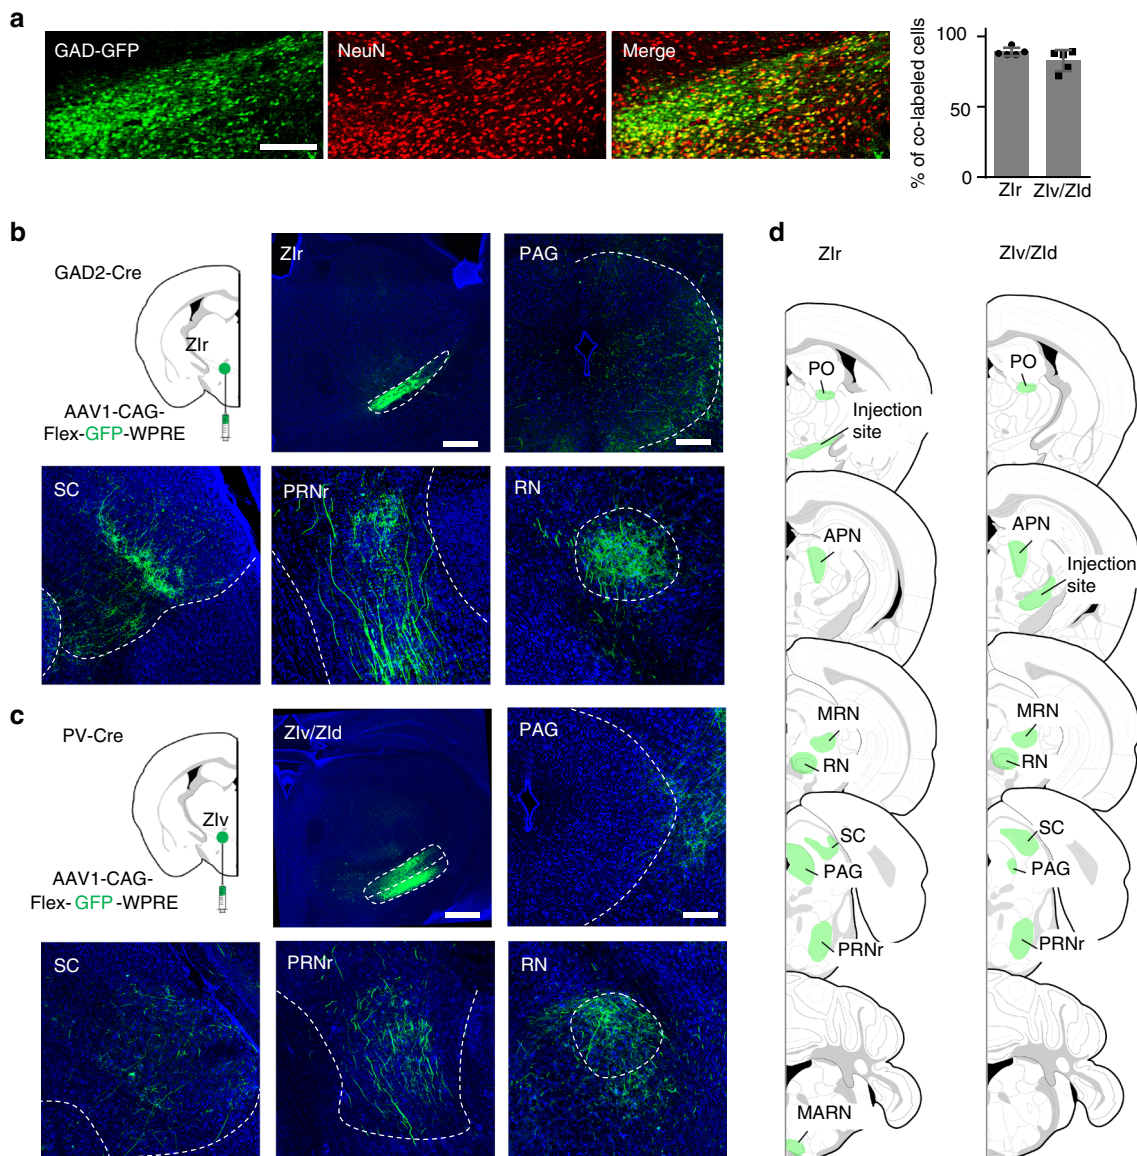 a
GAD-GFP
NeuN
Merge
% of co-labeled cells
100
50
0
ZIr
ZIv/ZId
b
GAD2-Cre
ZIr
AAV1-CAG-
Flex-GFP-WPRE
ZIr
PAG
SC
PRNr
RN
c
PV-Cre
ZIv
AAV1-CAG-
Flex-GFP-WPRE
ZIv/ZId
PAG
SC
PRNr
RN
d
ZIr
ZIv/ZId
PO
Injection
site
PO
APN
APN
Injection
site
MRN
RN
MRN
RN
SC
PAG
PRNr
SC
PAG
PRNr
MARN